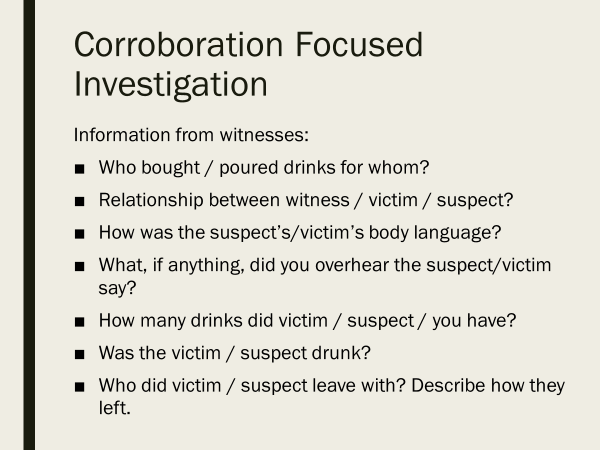 Corroboration Focused
Investigation
Information from witnesses:
■ Who bought / poured drinks for whom?
■ Relationship between witness / victim / suspect?
■ How was the suspect’s/victim’s body language?
■ What, if anything, did you overhear the suspect/victim
say?
■ How many drinks did victim / suspect / you have?
■ Was the victim / suspect drunk?
■ Who did victim / suspect leave with? Describe how they
left.